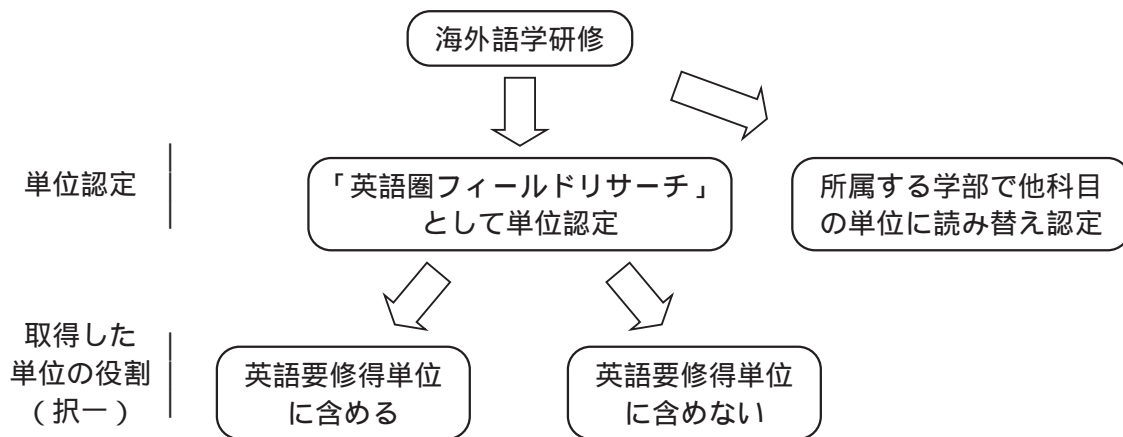 海外語学研修
単位認定
「英語圏フィールドリサーチ」
として単位認定
所属する学部で他科目
の単位に読み替え認定
取得した
単位の役割
（択一）
英語要修得単位
に含める
英語要修得単位
に含めない